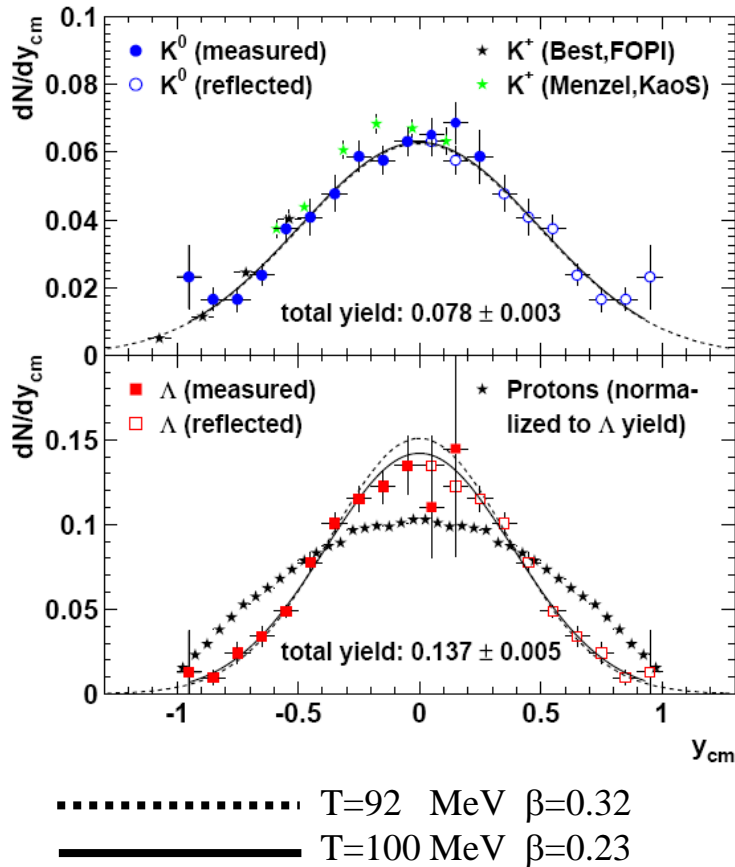 dN/dy_cm
0.1
0.08
0.06
0.04
0.02
0
K⁰ (measured)
K⁰ (reflected)
K⁺ (Best,FOPI)
K⁺ (Menzel,KaoS)
total yield: 0.078 ± 0.003
dN/dy_cm
0.15
0.1
0.05
0
Λ (measured)
Λ (reflected)
Protons (norma-
lized to Λ yield)
total yield: 0.137 ± 0.005
-1 -0.5 0 0.5 1
y_cm
T=92 MeV β=0.32
T=100 MeV β=0.23